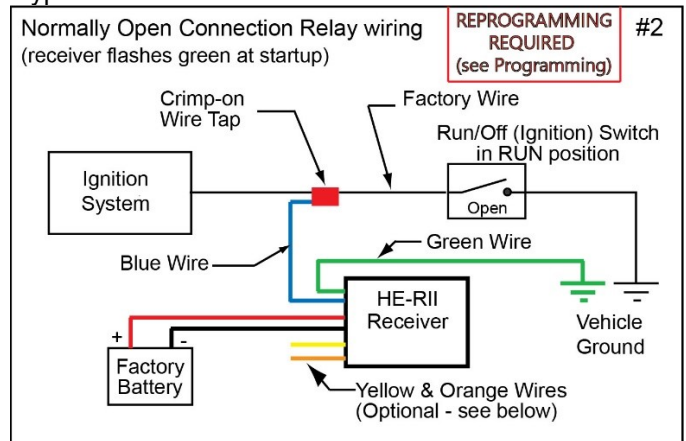 Normally Open Connection Relay wiring
(receiver flashes green at startup)
REPROGRAMMING
REQUIRED
(see Programming)
#2
Crimp-on
Wire Tap
Factory Wire
Run/Off (Ignition) Switch
in RUN position
Ignition
System
Open
Blue Wire
Green Wire
HE-RII
Receiver
Vehicle
Ground
+
-
Factory
Battery
Yellow & Orange Wires
(Optional - see below)